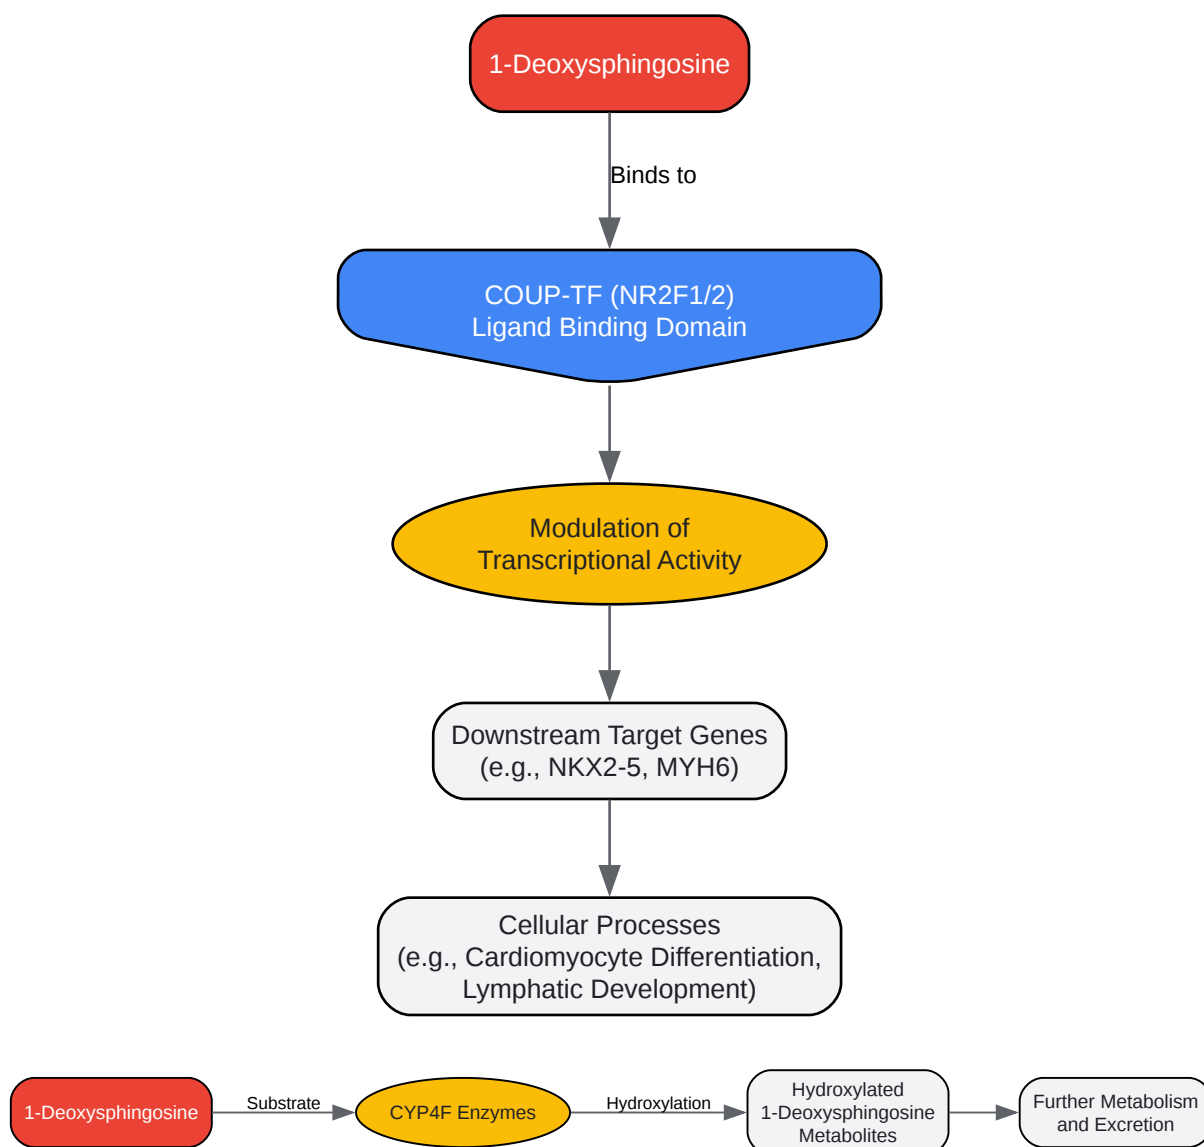 1-Deoxysphingosine
Binds to
COUP-TF (NR2F1/2)
Ligand Binding Domain
Modulation of
Transcriptional Activity
Downstream Target Genes
(e.g., NKX2-5, MYH6)
Cellular Processes
(e.g., Cardiomyocyte Differentiation,
Lymphatic Development)
1-Deoxysphingosine
Substrate
CYP4F Enzymes
Hydroxylation
Hydroxylated
1-Deoxysphingosine
Metabolites
Further Metabolism
and Excretion